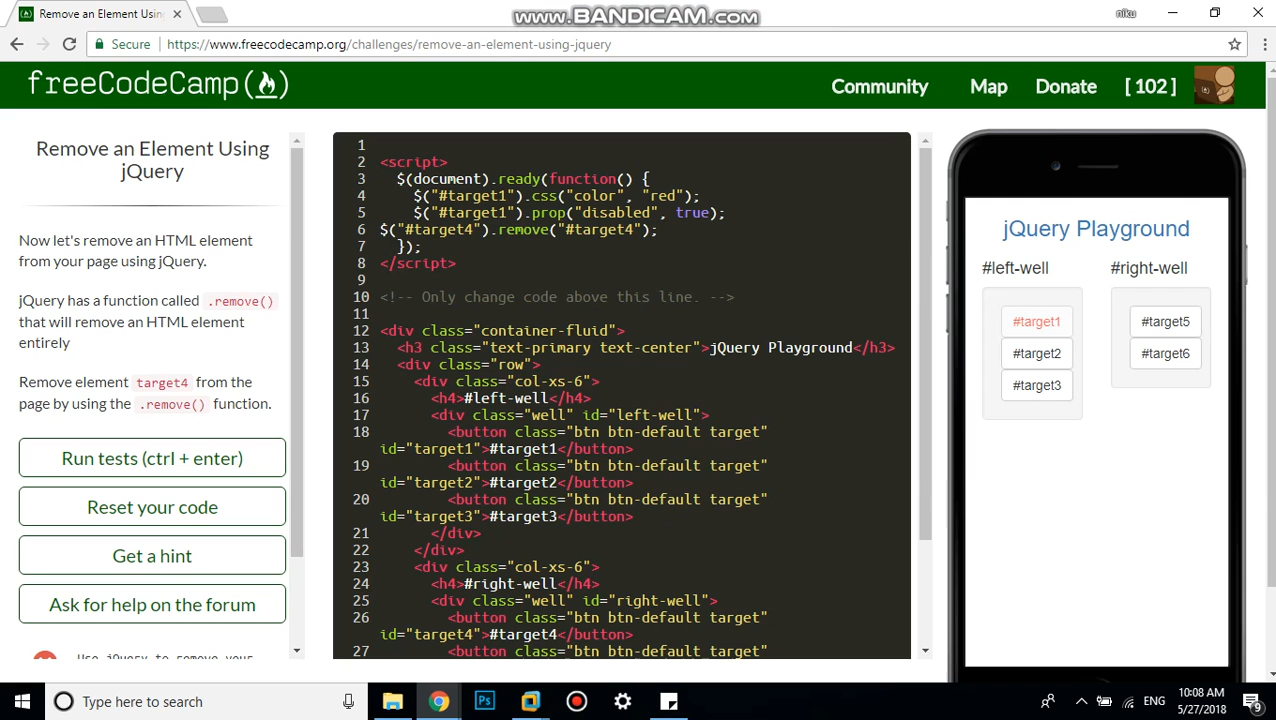 Remove an Element Usin
www.BANDICAM.com
niku
Secure
https://www.freecodecamp.org/challenges/remove-an-element-using-jquery
freeCodeCamp
Community
Map
Donate
[ 102 ]
Remove an Element Using
jQuery
Now let's remove an HTML element
from your page using jQuery.
jQuery has a function called .remove()
that will remove an HTML element
entirely
Remove element target4 from the
page by using the .remove() function.
Run tests (ctrl + enter)
Reset your code
Get a hint
Ask for help on the forum
Use jQuery to remove your
1
2 <script>
3 $(document).ready(function() {
4 $("#target1").css("color", "red");
5 $("#target1").prop("disabled", true);
6 $("#target4").remove("#target4");
7 });
8 </script>
9
10 <!-- Only change code above this line. -->
11
12 <div class="container-fluid">
13 <h3 class="text-primary text-center">jQuery Playground</h3>
14 <div class="row">
15 <div class="col-xs-6">
16 <h4>#left-well</h4>
17 <div class="well" id="left-well">
18 <button class="btn btn-default target"
id="target1">#target1</button>
19 <button class="btn btn-default target"
id="target2">#target2</button>
20 <button class="btn btn-default target"
id="target3">#target3</button>
21 </div>
22 </div>
23 <div class="col-xs-6">
24 <h4>#right-well</h4>
25 <div class="well" id="right-well">
26 <button class="btn btn-default target"
id="target4">#target4</button>
27 <button class="btn btn-default target"
jQuery Playground
#left-well
#right-well
#target1
#target2
#target3
#target5
#target6
Type here to search
Ps
ENG
10:08 AM
5/27/2018
9